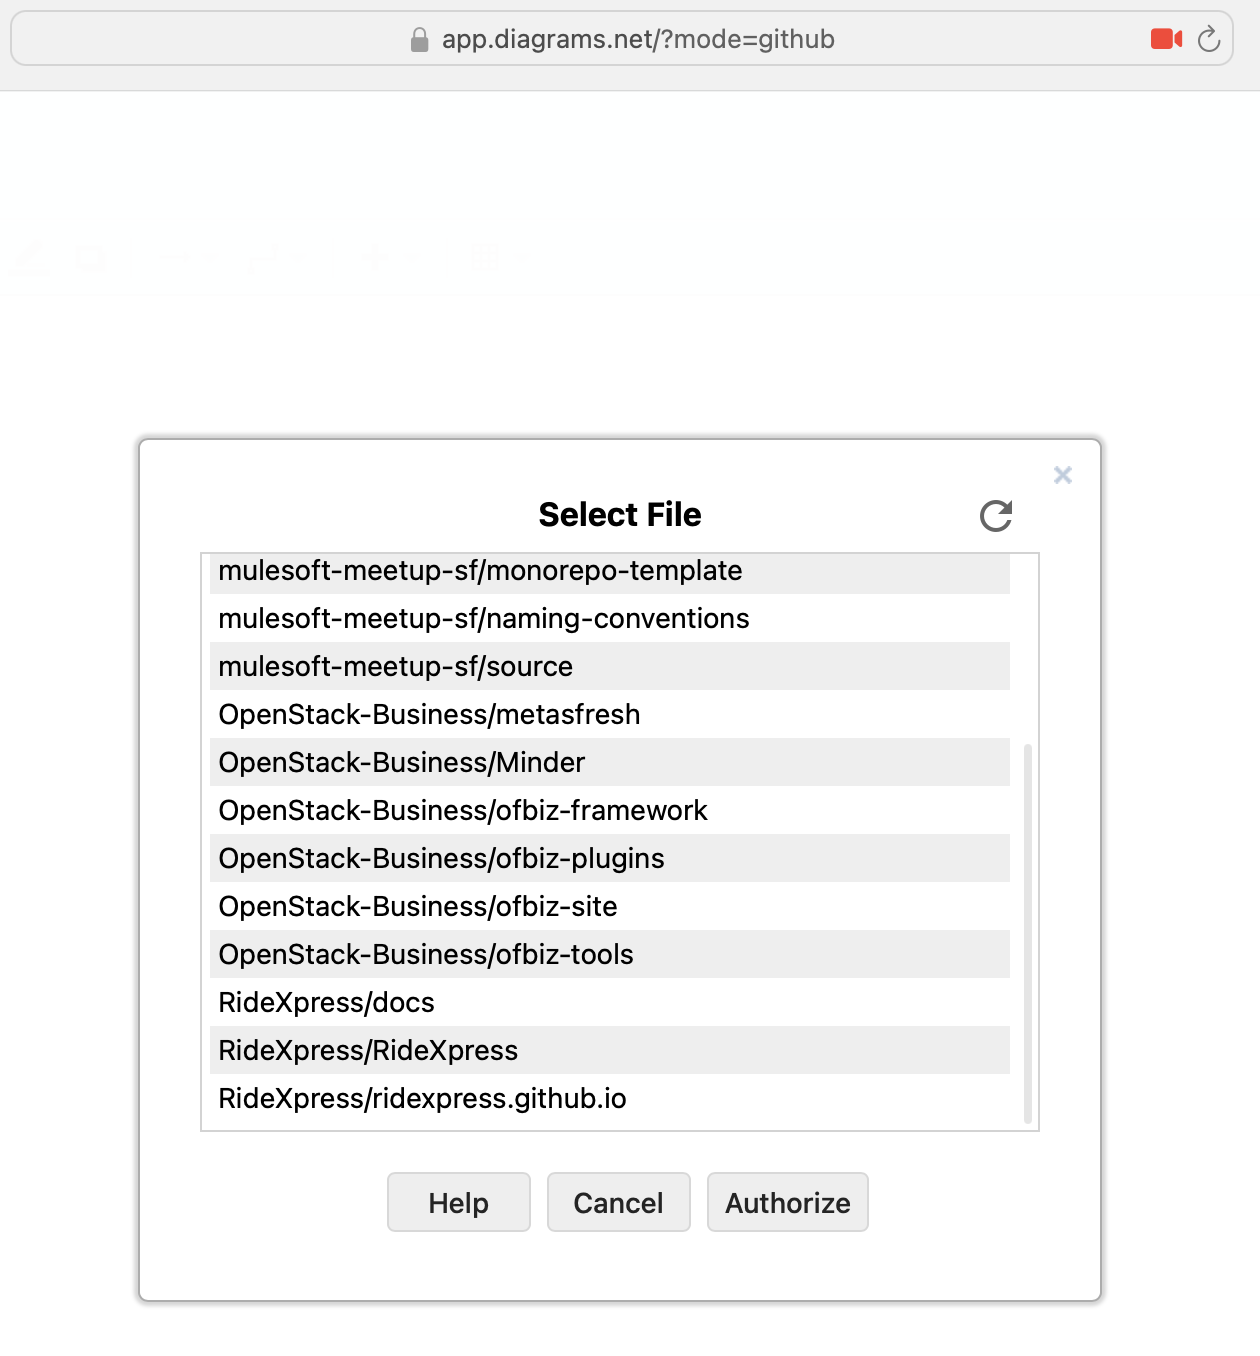 app.diagrams.net/?mode=github
Select File
mulesoft-meetup-sf/monorepo-template
mulesoft-meetup-sf/naming-conventions
mulesoft-meetup-sf/source
OpenStack-Business/metasfresh
OpenStack-Business/Minder
OpenStack-Business/ofbiz-framework
OpenStack-Business/ofbiz-plugins
OpenStack-Business/ofbiz-site
OpenStack-Business/ofbiz-tools
RideXpress/docs
RideXpress/RideXpress
RideXpress/ridexpress.github.io
Help Cancel Authorize